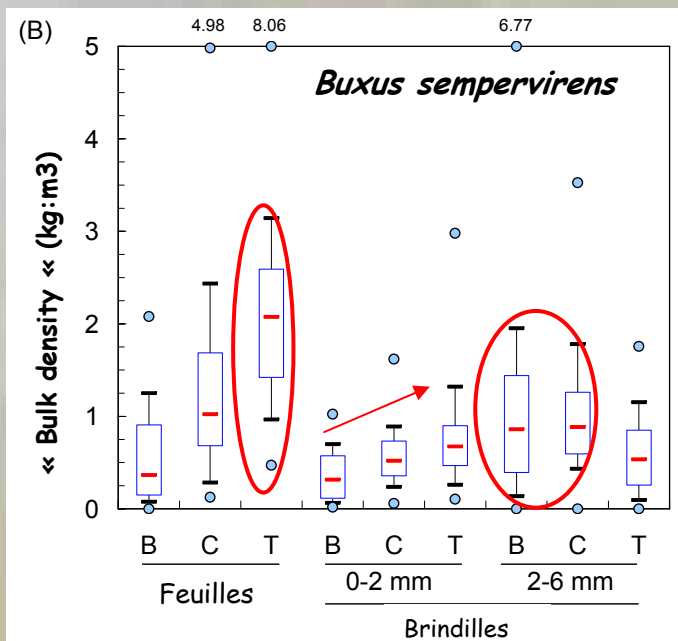 (B)
4.98 8.06 6.77
Buxus sempervirens
« Bulk density « (kg:m3)
5
4
3
2
1
0
B C T B C T B C T
Feuilles 0-2 mm 2-6 mm
Brindilles